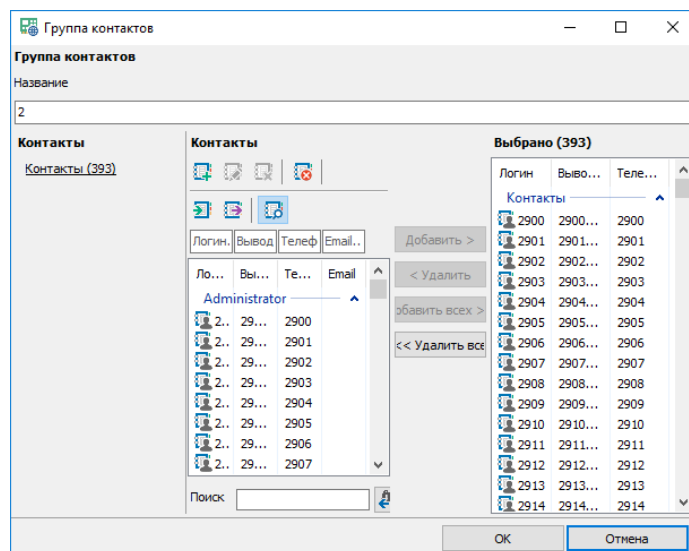 Группа контактов
Группа контактов
Название
2
Контакты
Контакты (393)
Контакты
Логин. Вывод Телеф Email..
Ло... Вы... Те... Email
Administrator
2.. 29... 2900
2.. 29... 2901
2.. 29... 2902
2.. 29... 2903
2.. 29... 2904
2.. 29... 2905
2.. 29... 2906
2.. 29... 2907
Поиск
Добавить >
< Удалить
обавить всех >
<< Удалить все
Выбрано (393)
Логин Выво... Теле...
Контакты
2900 2900... 2900
2901 2901... 2901
2902 2902... 2902
2903 2903... 2903
2904 2904... 2904
2905 2905... 2905
2906 2906... 2906
2907 2907... 2907
2908 2908... 2908
2909 2909... 2909
2910 2910... 2910
2911 2911... 2911
2912 2912... 2912
2913 2913... 2913
2914 2914... 2914
OK Отмена